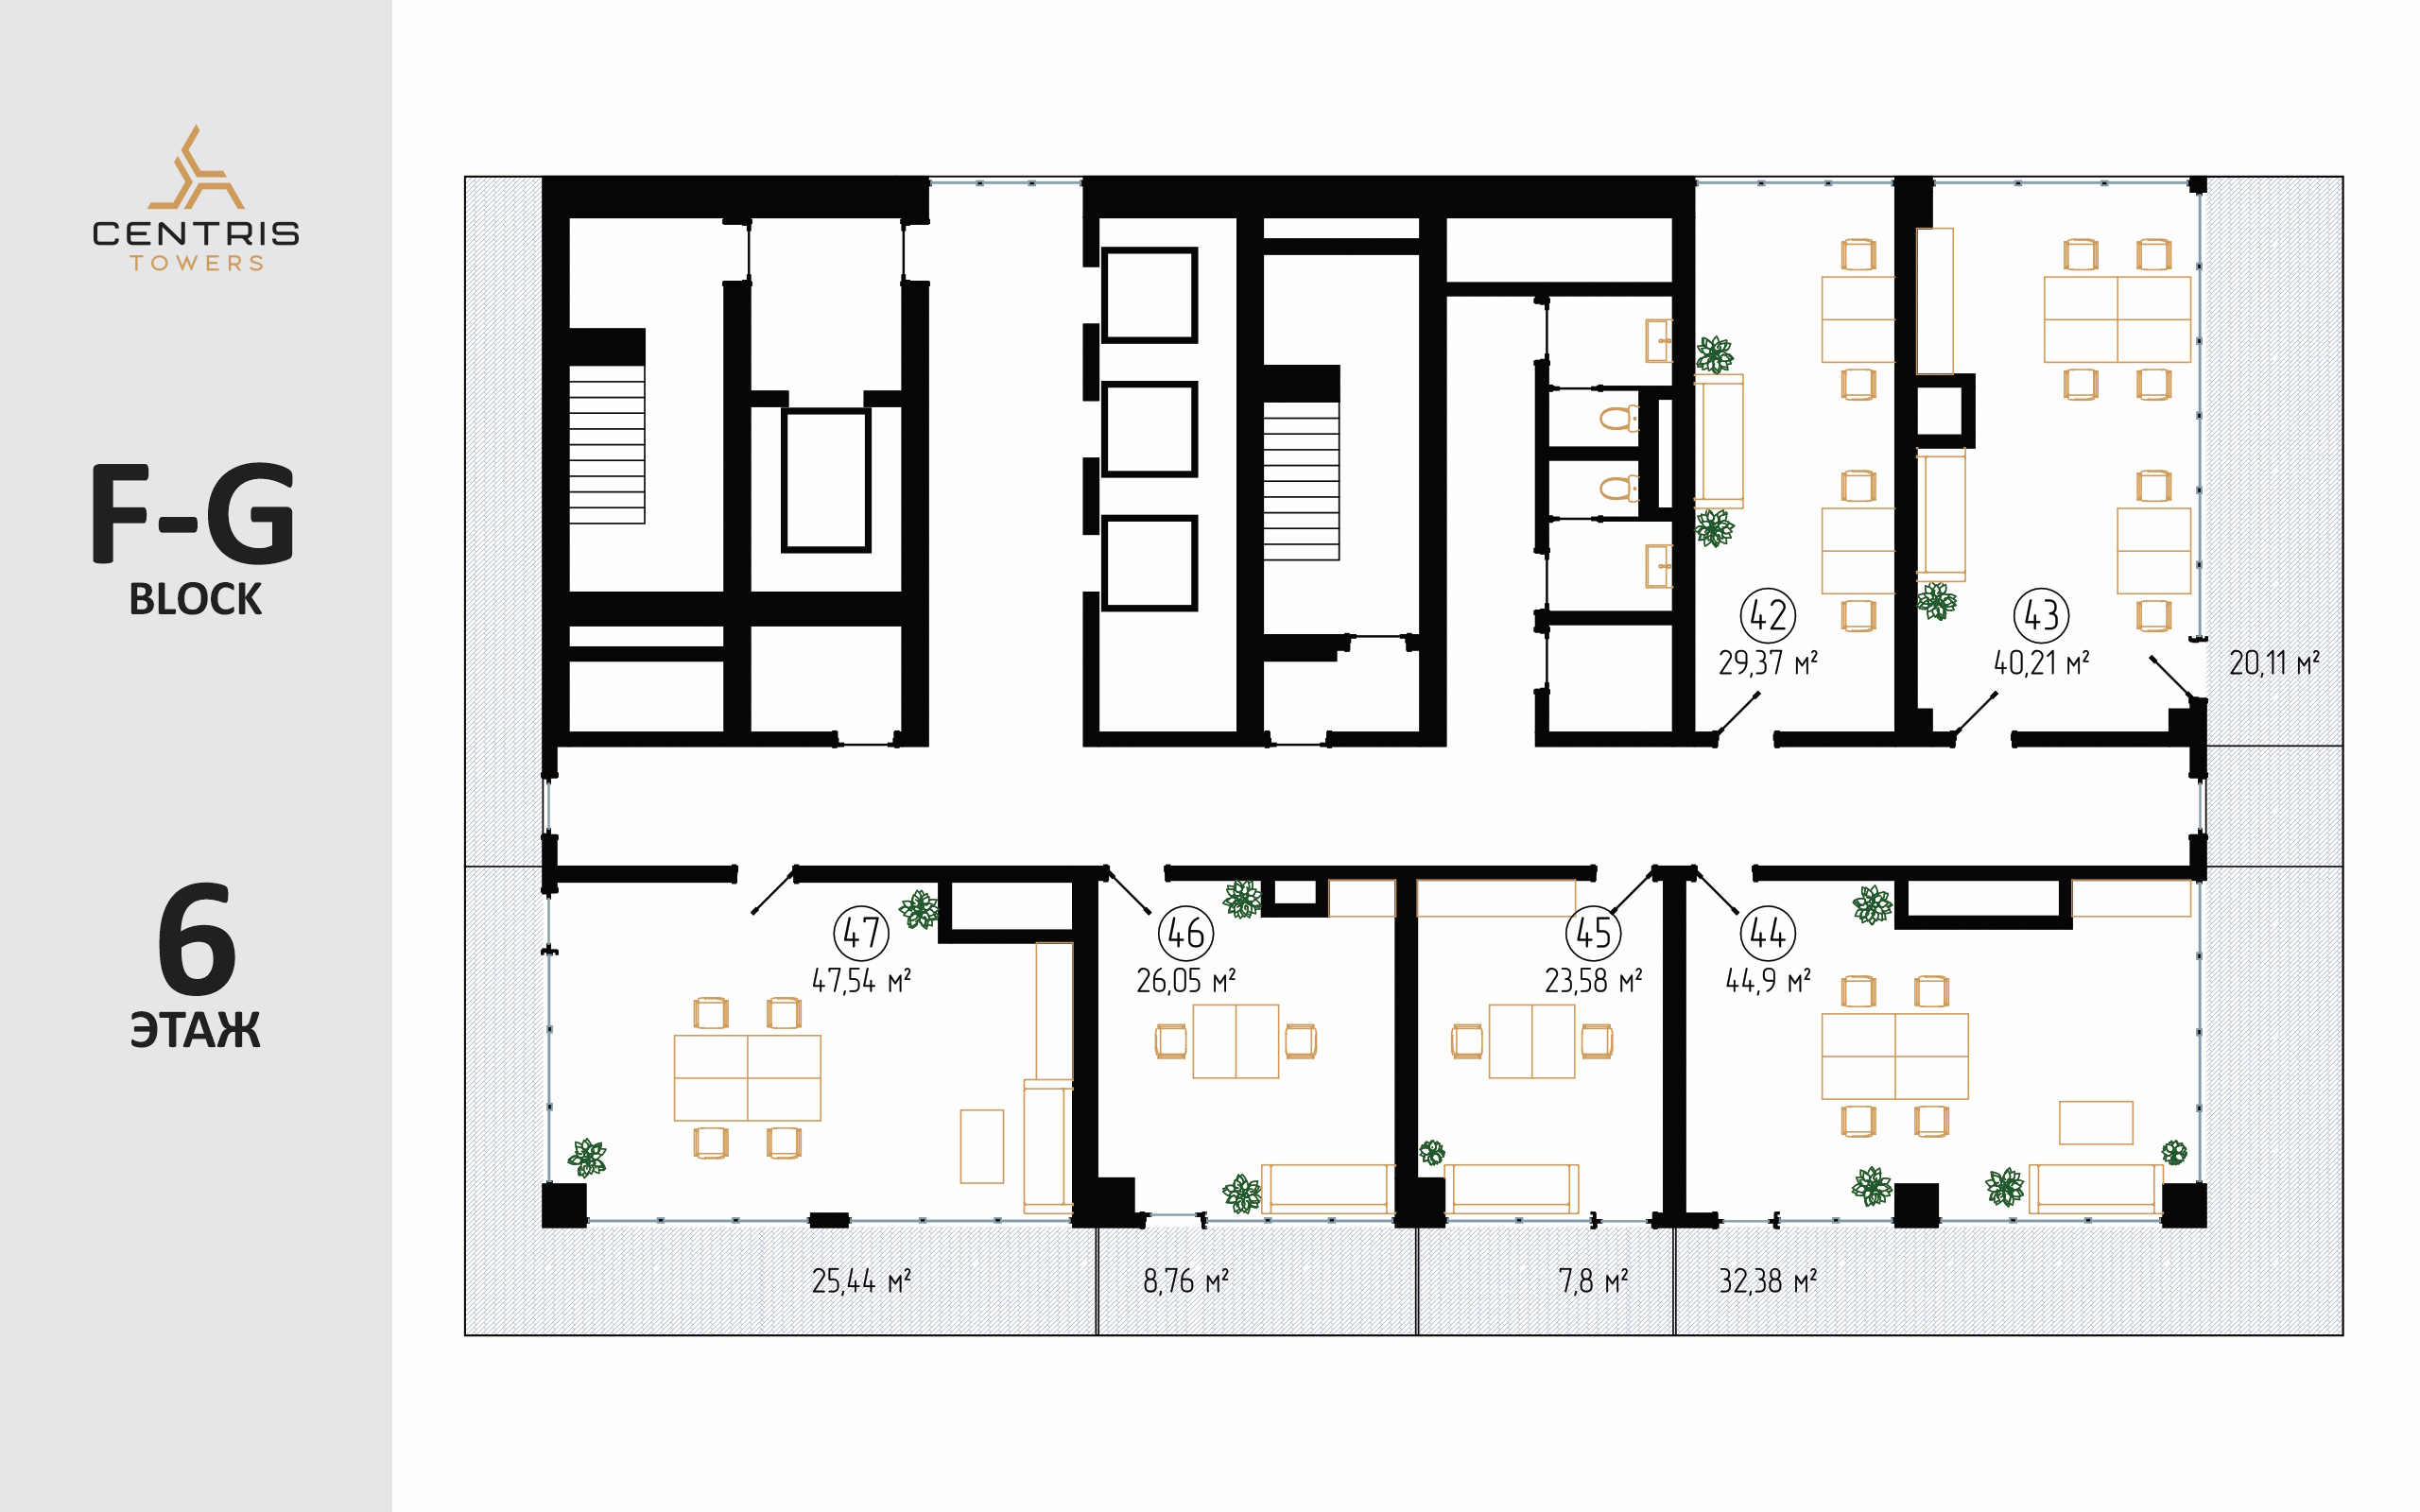 CENTRIS
TOWERS
F-G
BLOCK
6
ЭТАЖ
42
29,37 м²
43
40,21 м²
20,11 м²
47
47,54 м²
46
26,05 м²
45
23,58 м²
44
44,9 м²
25,44 м²
8,76 м²
7,8 м²
32,38 м²